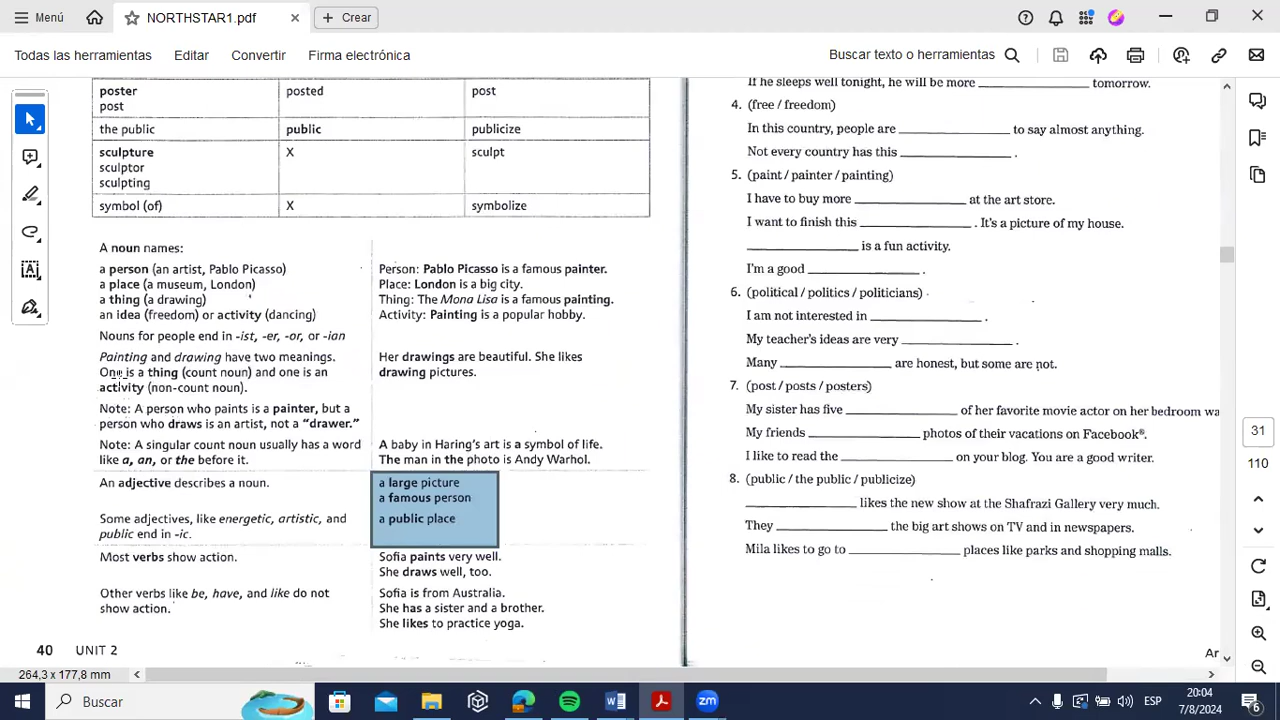 Menú
NORTHSTAR1.pdf
Crear
Todas las herramientas
Editar
Convertir
Firma electrónica
Buscar texto o herramientas
poster posted post
post
the public public publicize
sculpture X sculpt
sculptor
sculpting
symbol (of) X symbolize
A noun names:
a person (an artist, Pablo Picasso) Person: Pablo Picasso is a famous painter.
a place (a museum, London) Place: London is a big city.
a thing (a drawing) Thing: The Mona Lisa is a famous painting.
an idea (freedom) or activity (dancing) Activity: Painting is a popular hobby.
Nouns for people end in -ist, -er, -or, or -ian
Painting and drawing have two meanings. Her drawings are beautiful. She likes
One is a thing (count noun) and one is an drawing pictures.
activity (non-count noun).
Note: A person who paints is a painter, but a
person who draws is an artist, not a “drawer.”
Note: A singular count noun usually has a word A baby in Haring's art is a symbol of life.
like a, an, or the before it. The man in the photo is Andy Warhol.
An adjective describes a noun. a large picture
a famous person
Some adjectives, like energetic, artistic, and a public place
public end in -ic.
Most verbs show action. Sofia paints very well.
She draws well, too.
Other verbs like be, have, and like do not Sofia is from Australia.
show action. She has a sister and a brother.
She likes to practice yoga.
40 UNIT 2
If he sleeps well tonight, he will be more ____________ tomorrow.
4. (free / freedom)
In this country, people are ____________ to say almost anything.
Not every country has this ____________ .
5. (paint / painter / painting)
I have to buy more ____________ at the art store.
I want to finish this ____________ . It's a picture of my house.
____________ is a fun activity.
I'm a good ____________ .
6. (political / politics / politicians)
I am not interested in ____________ .
My teacher's ideas are very ____________ .
Many ____________ are honest, but some are not.
7. (post / posts / posters)
My sister has five ____________ of her favorite movie actor on her bedroom wa
My friends ____________ photos of their vacations on Facebook®.
I like to read the ____________ on your blog. You are a good writer.
8. (public / the public / publicize)
____________ likes the new show at the Shafrazi Gallery very much.
They ____________ the big art shows on TV and in newspapers.
Mila likes to go to ____________ places like parks and shopping malls.
Ar
31
110
264,3 x 177,8 mm
Buscar
ESP
20:04
7/8/2024
6